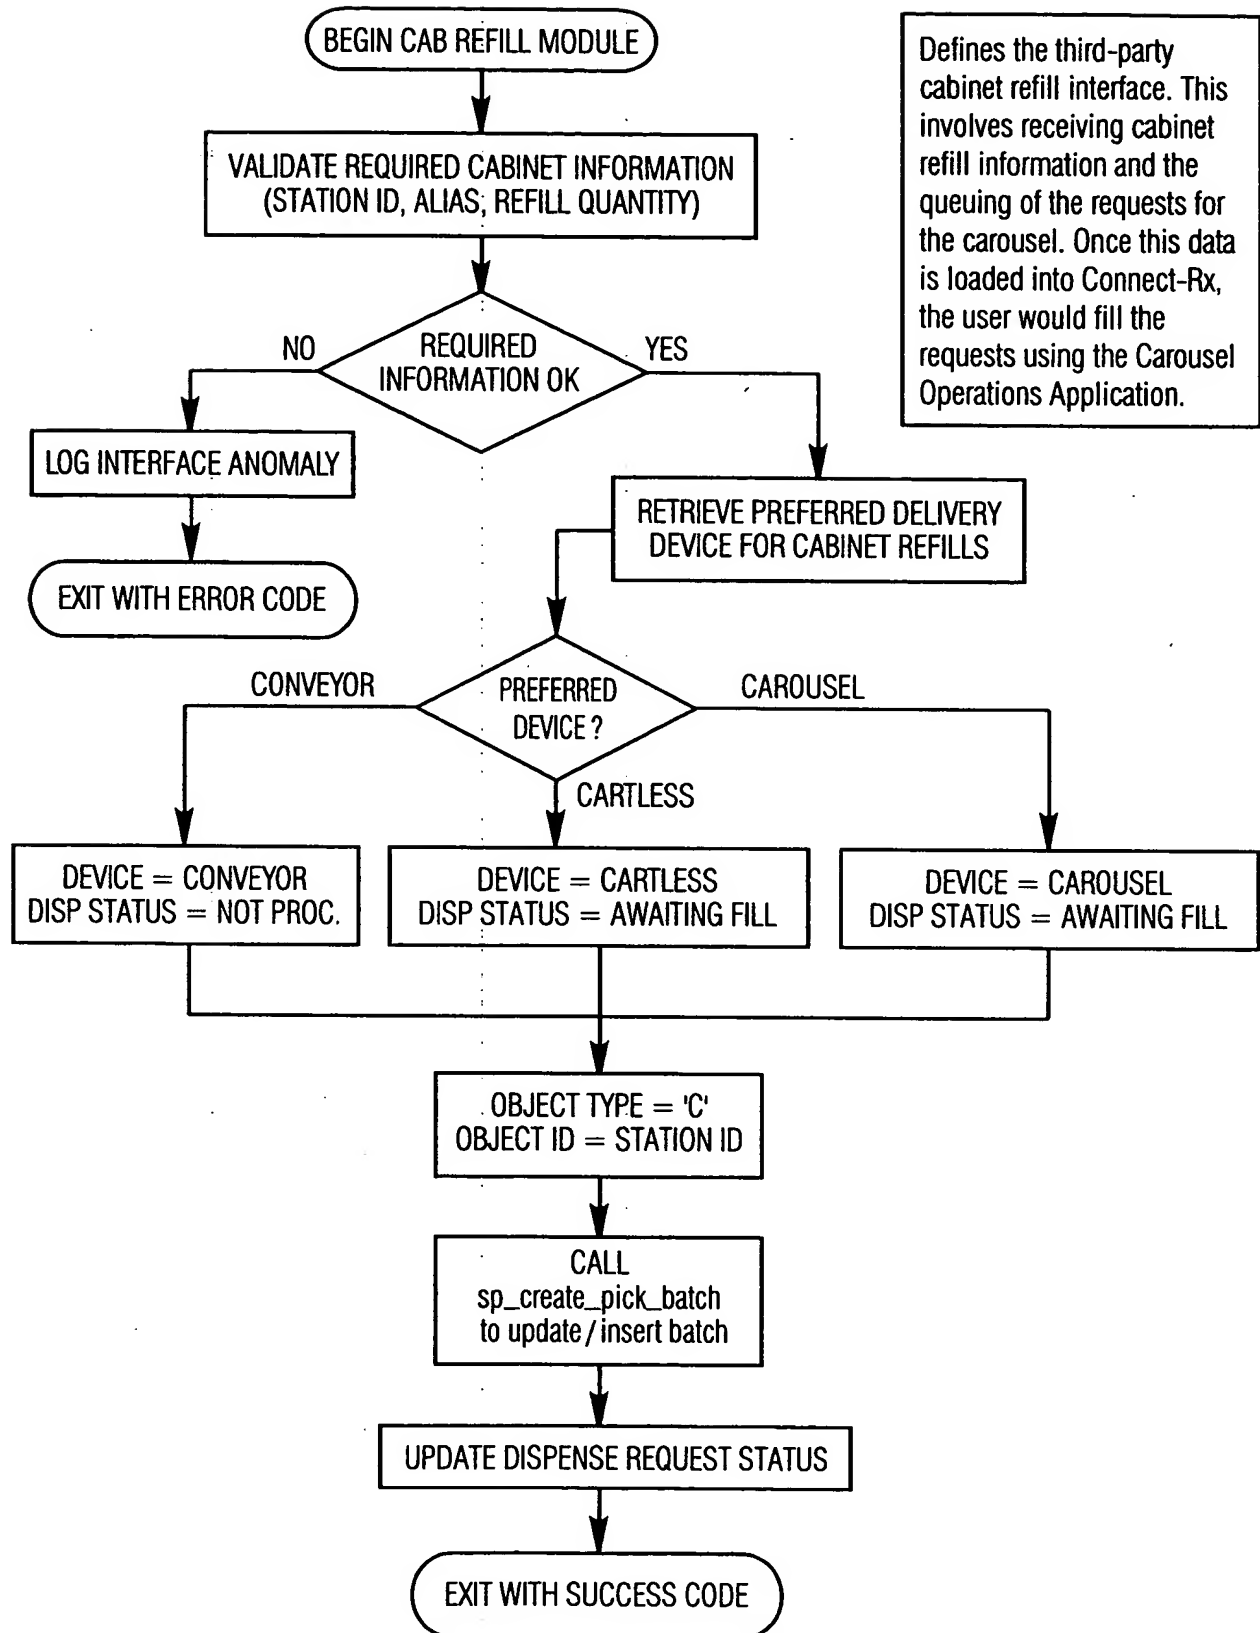 BEGIN CAB REFILL MODULE
Defines the third-party
cabinet refill interface. This
involves receiving cabinet
refill information and the
queuing of the requests for
the carousel. Once this data
is loaded into Connect-Rx,
the user would fill the
requests using the Carousel
Operations Application.
VALIDATE REQUIRED CABINET INFORMATION
(STATION ID, ALIAS; REFILL QUANTITY)
REQUIRED
INFORMATION OK
NO
YES
LOG INTERFACE ANOMALY
EXIT WITH ERROR CODE
RETRIEVE PREFERRED DELIVERY
DEVICE FOR CABINET REFILLS
PREFERRED
DEVICE?
CONVEYOR
CAROUSEL
CARTLESS
DEVICE = CONVEYOR
DISP STATUS = NOT PROC.
DEVICE = CARTLESS
DISP STATUS = AWAITING FILL
DEVICE = CAROUSEL
DISP STATUS = AWAITING FILL
OBJECT TYPE = 'C'
OBJECT ID = STATION ID
CALL
sp_create_pick_batch
to update/insert batch
UPDATE DISPENSE REQUEST STATUS
EXIT WITH SUCCESS CODE